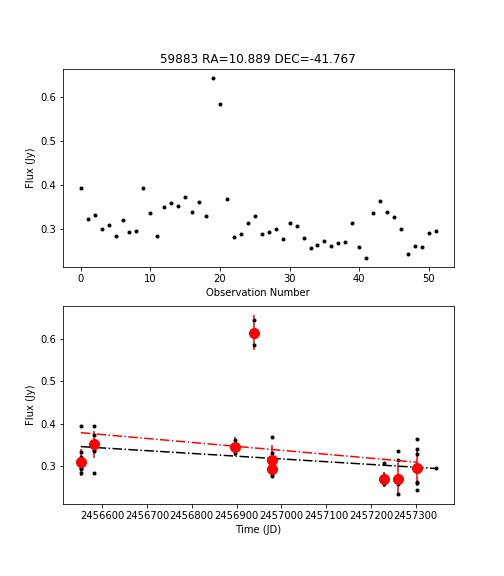 59883 RA=10.889 DEC=-41.767
0.6
0.5
0.4
0.3
Flux (Jy)
0 10 20 30 40 50
Observation Number
0.6
0.5
0.4
0.3
Flux (Jy)
2456600 2456700 2456800 2456900 2457000 2457100 2457200 2457300
Time (JD)